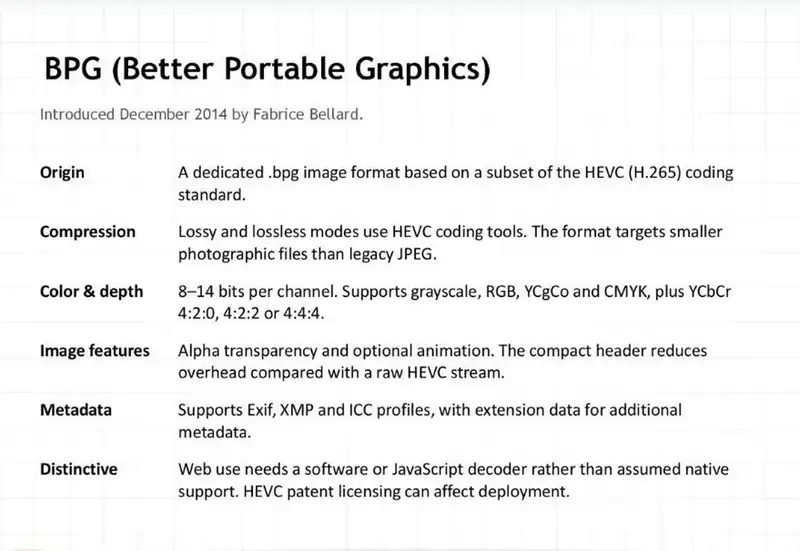 BPG (Better Portable Graphics)
Introduced December 2014 by Fabrice Bellard.
Origin
A dedicated .bpg image format based on a subset of the HEVC (H.265) coding
standard.
Compression
Lossy and lossless modes use HEVC coding tools. The format targets smaller
photographic files than legacy JPEG.
Color & depth
8–14 bits per channel. Supports grayscale, RGB, YCgCo and CMYK, plus YCbCr
4:2:0, 4:2:2 or 4:4:4.
Image features
Alpha transparency and optional animation. The compact header reduces
overhead compared with a raw HEVC stream.
Metadata
Supports Exif, XMP and ICC profiles, with extension data for additional
metadata.
Distinctive
Web use needs a software or JavaScript decoder rather than assumed native
support. HEVC patent licensing can affect deployment.